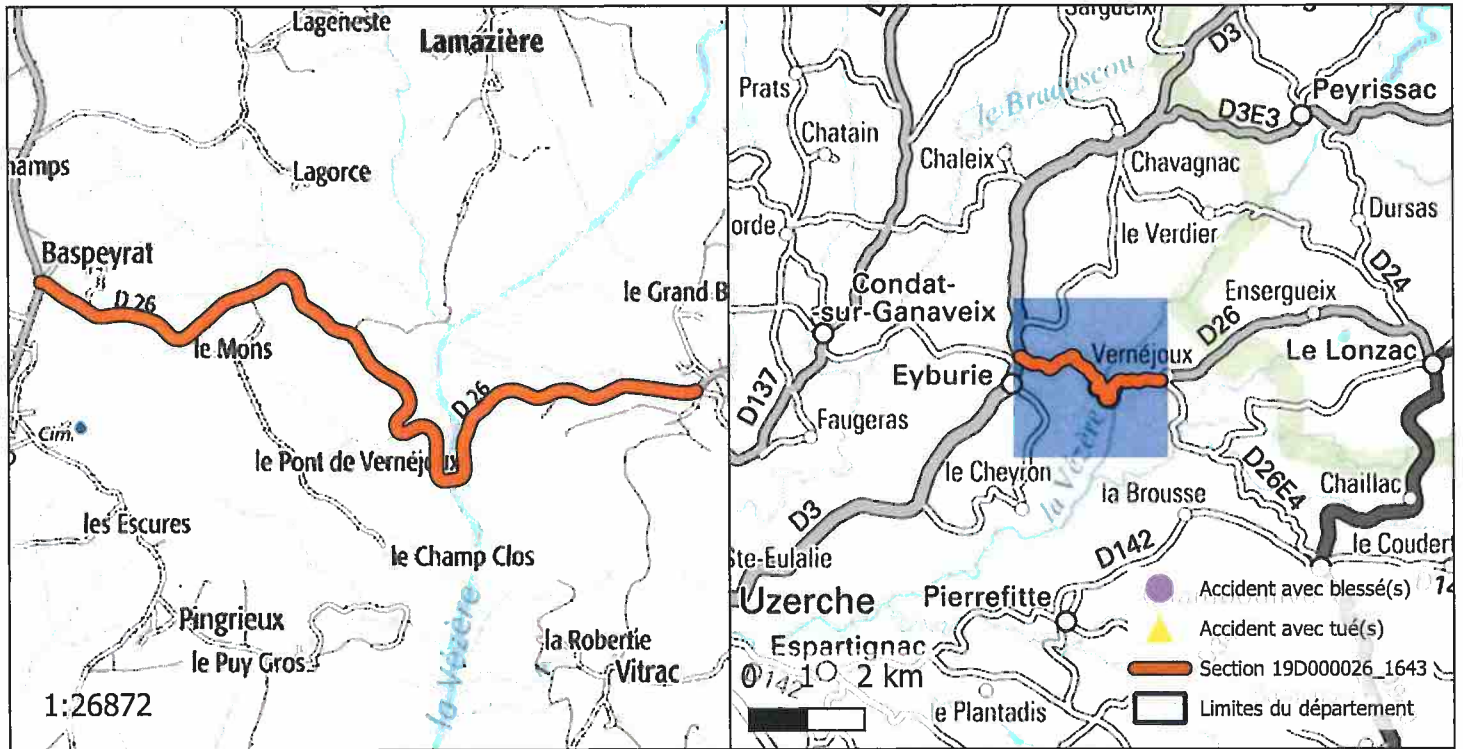 Lageneste
Lamazière
Lagorce
Baspeyrat
D 26
le Mons
le Grand B
D 26
Cim.
le Pont de Vernéjoux
les Escures
le Champ Clos
Pingrieux
le Puy Gros
la Robertie
Vitrac
la Vézère
1:26872
D3
Prats
le Bradascou
Peyrissac
D3E3
Chatain
Chaleix
Chavagnac
Dursas
orde
le Verdier
D24
Condat-
-sur-Ganaveix
Ensergueix
D26
Vernéjoux
Le Lonzac
Eyburie
D137
Faugeras
le Cheyron
la Vézère
la Brousse
D26E4
Chaillac
D3
D142
le Coudert
Ste-Eulalie
Uzerche
Pierrefitte
Espartignac
D142
le Plantadis
0 1 2 km
Accident avec blessé(s)
Accident avec tué(s)
Section 19D000026_1643
Limites du département